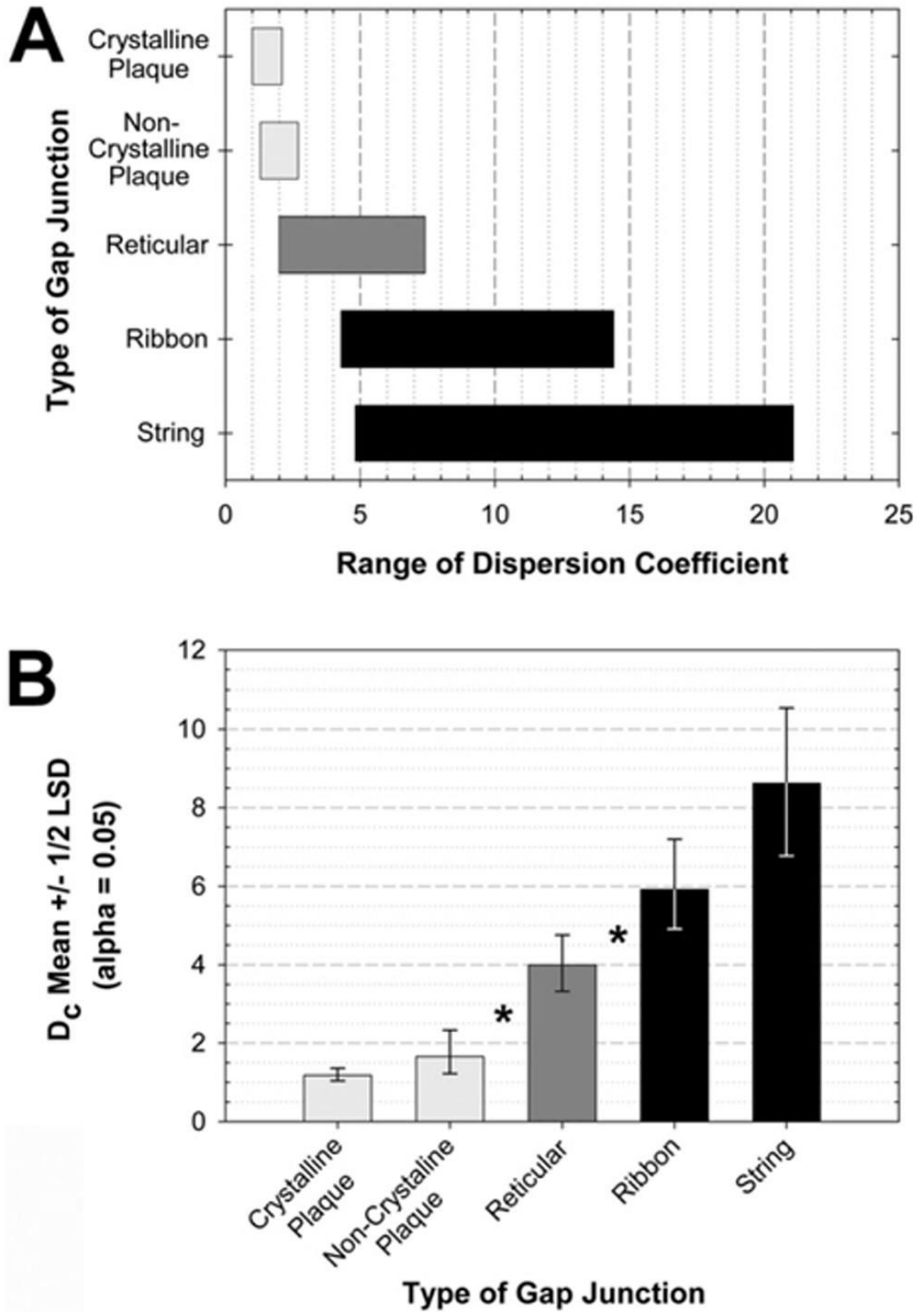 A
Type of Gap Junction
Crystalline
Plaque
Non-
Crystalline
Plaque
Reticular
Ribbon
String
0 5 10 15 20 25
Range of Dispersion Coefficient
B
Dc Mean +/- 1/2 LSD
(alpha = 0.05)
12
10
8
6
4
2
0
*
*
Crystalline
Plaque
Non-Crystaline
Plaque
Reticular
Ribbon
String
Type of Gap Junction